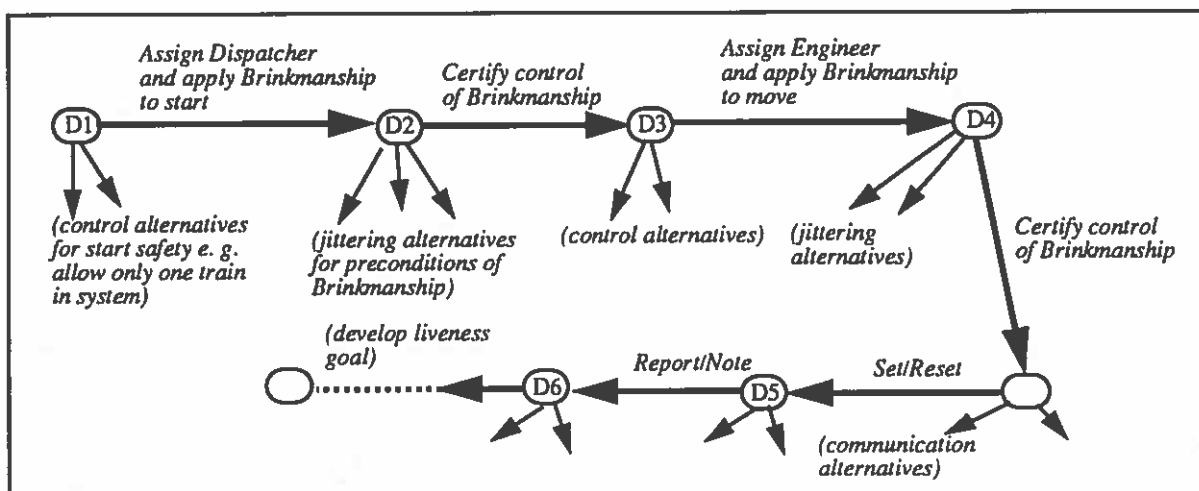 Assign Dispatcher
and apply Brinkmanship
to start
Certify control
of Brinkmanship
Assign Engineer
and apply Brinkmanship
to move
D1
D2
D3
D4
(control alternatives
for start safety e. g.
allow only one train
in system)
(jittering alternatives
for preconditions of
Brinkmanship)
(control alternatives)
(jittering
alternatives)
Certify control
of Brinkmanship
(develop liveness
goal)
Report/Note
Set/Reset
D6
D5
(communication
alternatives)